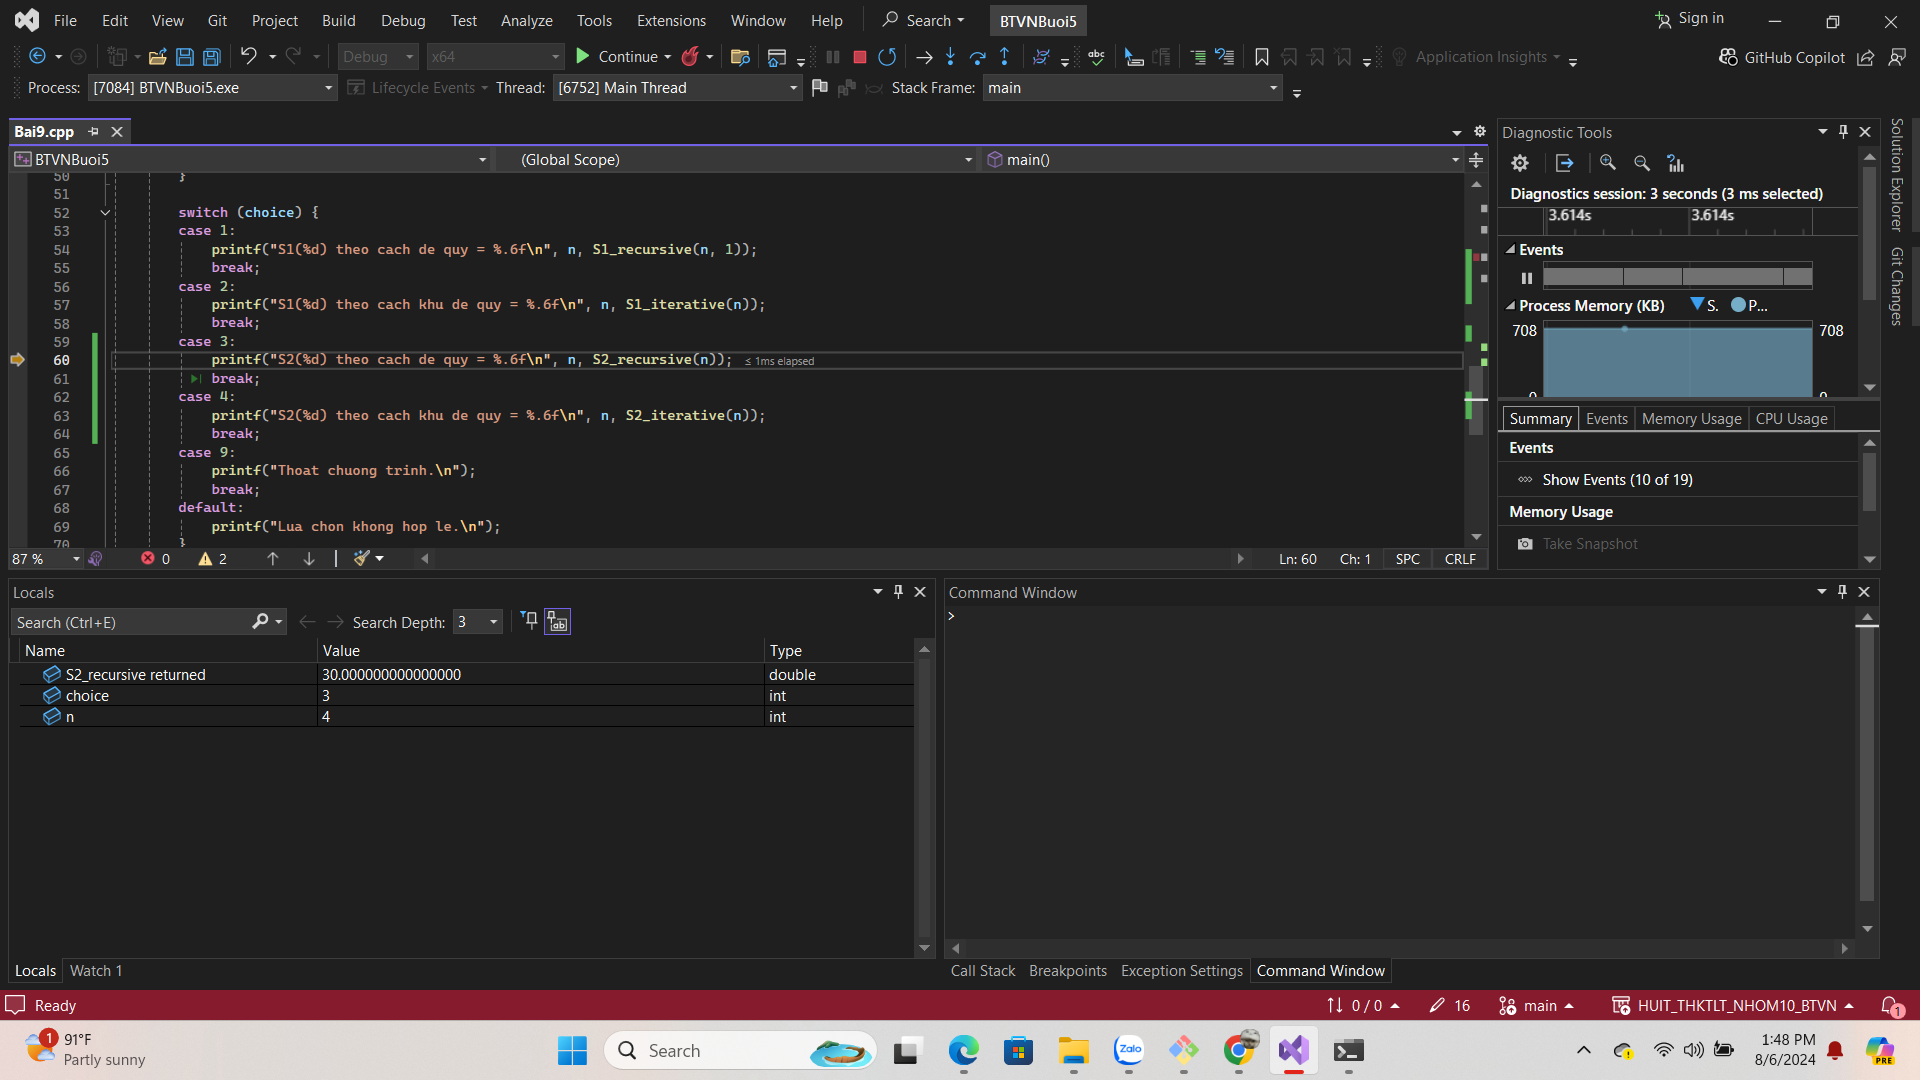 File Edit View Git Project Build Debug Test Analyze Tools Extensions Window Help Search BTVNBuoi5 Sign in
Debug x64 Continue abc Application Insights GitHub Copilot
Process: [7084] BTVNBuoi5.exe Lifecycle Events Thread: [6752] Main Thread Stack Frame: main
Bai9.cpp
BTVNBuoi5 (Global Scope) main()
50 }
51
52 switch (choice) {
53 case 1:
54 printf("S1(%d) theo cach de quy = %.6f\n", n, S1_recursive(n, 1));
55 break;
56 case 2:
57 printf("S1(%d) theo cach khu de quy = %.6f\n", n, S1_iterative(n));
58 break;
59 case 3:
60 printf("S2(%d) theo cach de quy = %.6f\n", n, S2_recursive(n)); ≤ 1ms elapsed
61 break;
62 case 4:
63 printf("S2(%d) theo cach khu de quy = %.6f\n", n, S2_iterative(n));
64 break;
65 case 9:
66 printf("Thoat chuong trinh.\n");
67 break;
68 default:
69 printf("Lua chon khong hop le.\n");
70 }
87 % 0 2 Ln: 60 Ch: 1 SPC CRLF
Diagnostic Tools
Diagnostics session: 3 seconds (3 ms selected)
3.614s 3.614s
Events
Process Memory (KB) S. P...
708 708
0 0
Summary Events Memory Usage CPU Usage
Events
Show Events (10 of 19)
Memory Usage
Take Snapshot
Solution Explorer
Git Changes
Locals
Search (Ctrl+E) Search Depth: 3
Name Value Type
S2_recursive returned 30.000000000000000 double
choice 3 int
n 4 int
Locals Watch 1
Command Window
>
Call Stack Breakpoints Exception Settings Command Window
Ready 0 / 0 16 main HUIT_THKTLT_NHOM10_BTVN 1
1 91°F
Partly sunny
Search
Zalo
1:48 PM
8/6/2024
PRE